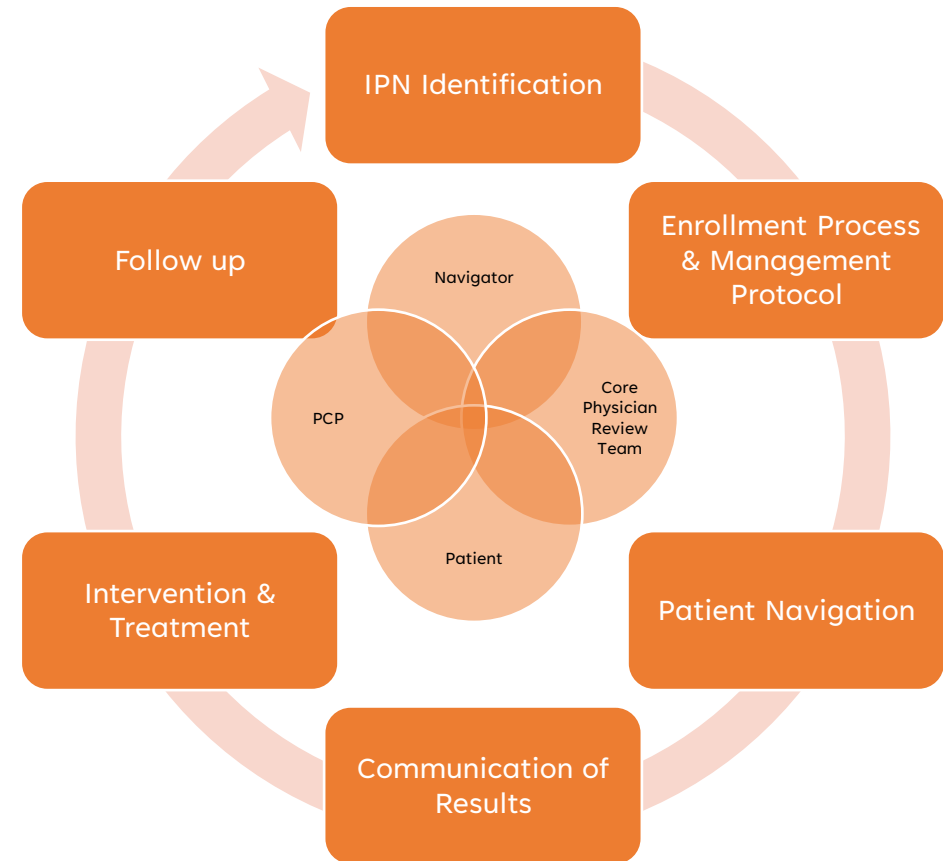 IPN Identification
Enrollment Process
& Management
Protocol
Patient Navigation
Communication of
Results
Intervention &
Treatment
Follow up
Navigator
Core
Physician
Review
Team
Patient
PCP